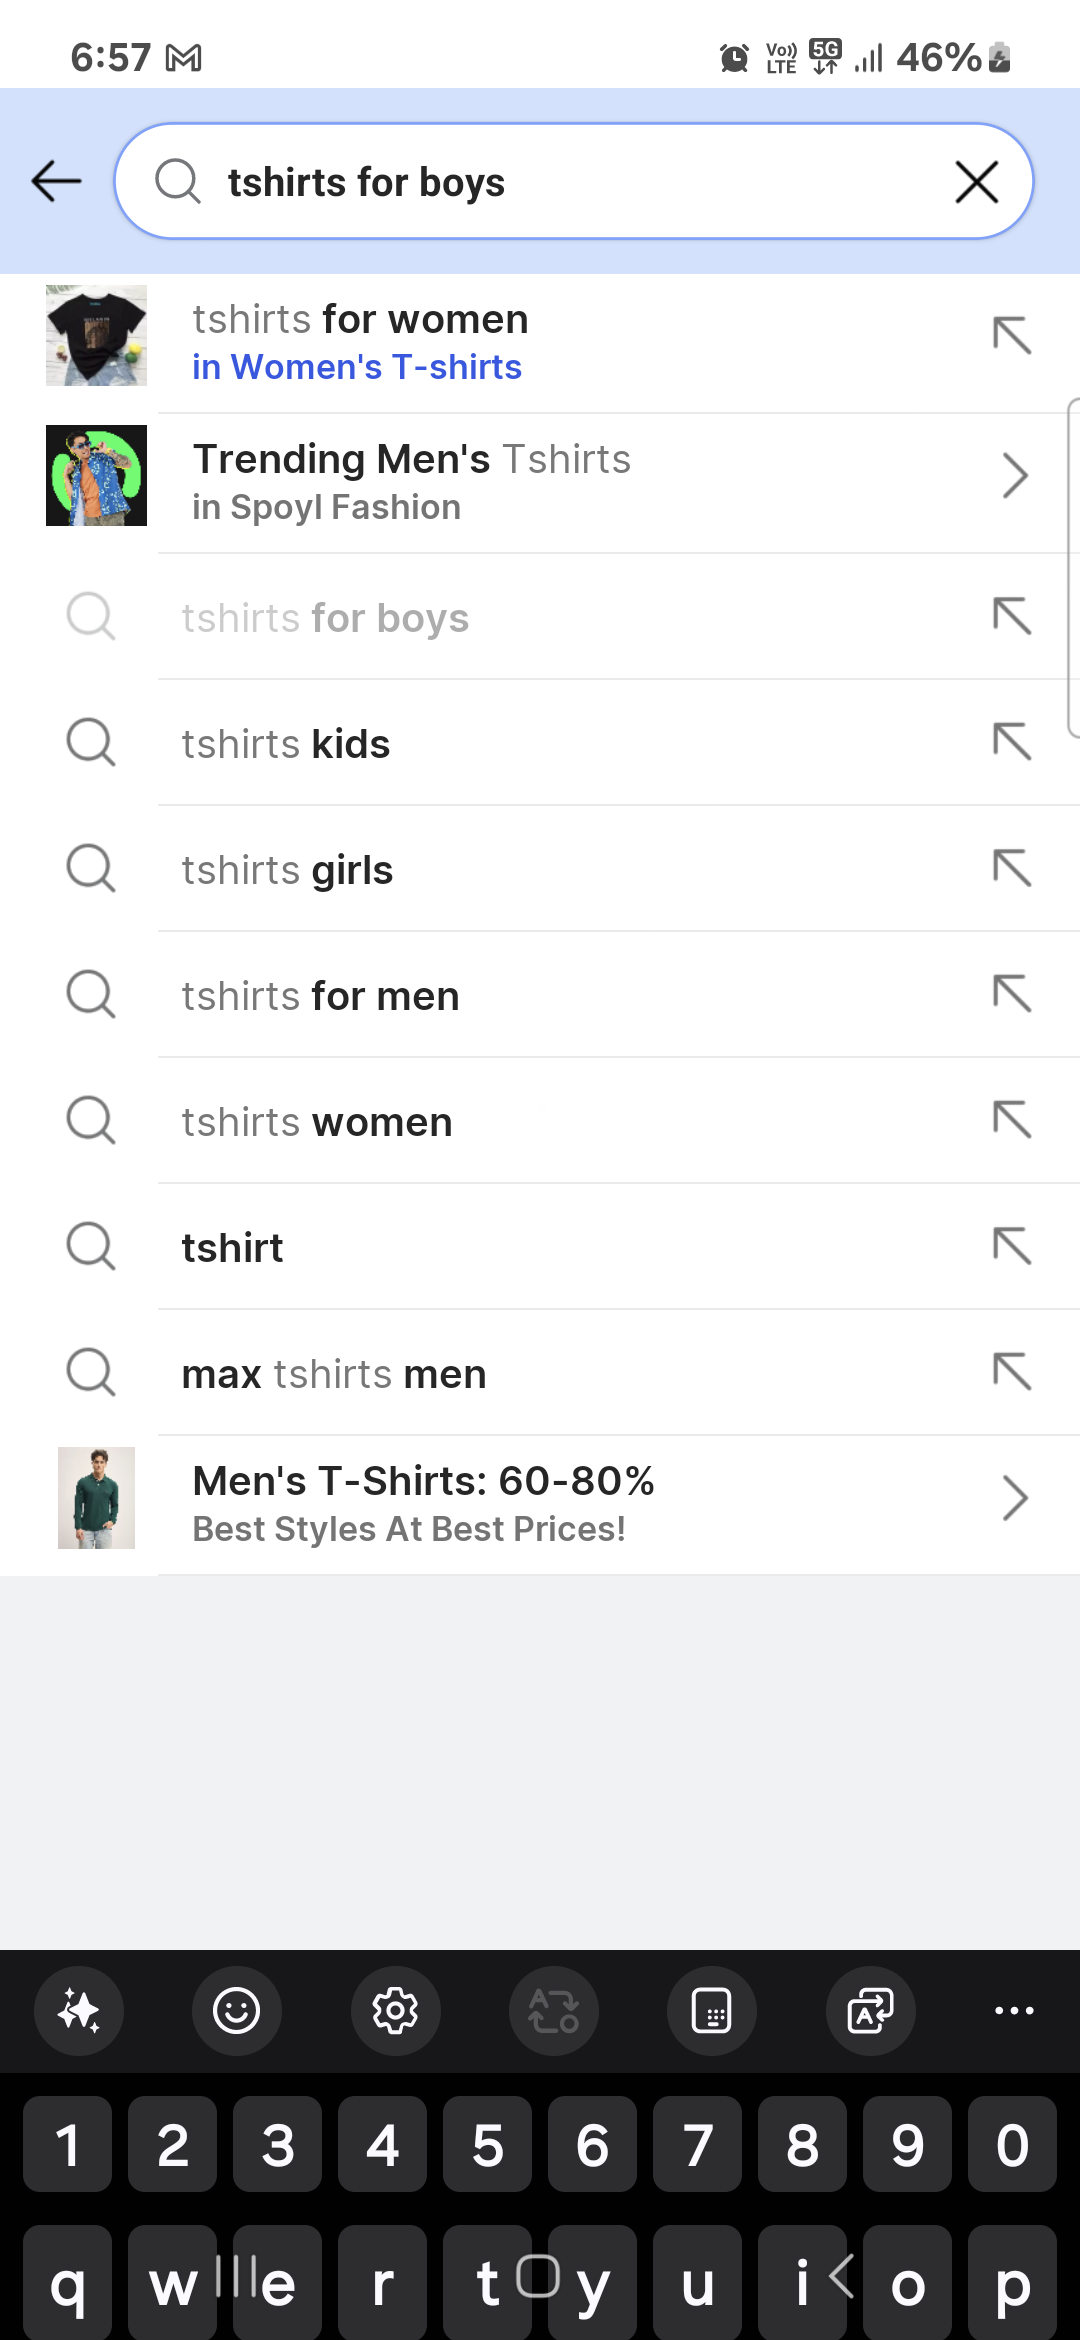 6:57 Vo)) LTE 5G 46%
tshirts for boys
tshirts for women
in Women's T-shirts
Trending Men's Tshirts
in Spoyl Fashion
tshirts for boys
tshirts kids
tshirts girls
tshirts for men
tshirts women
tshirt
max tshirts men
Men's T-Shirts: 60-80%
Best Styles At Best Prices!
1 2 3 4 5 6 7 8 9 0
q w e r t y u i o p